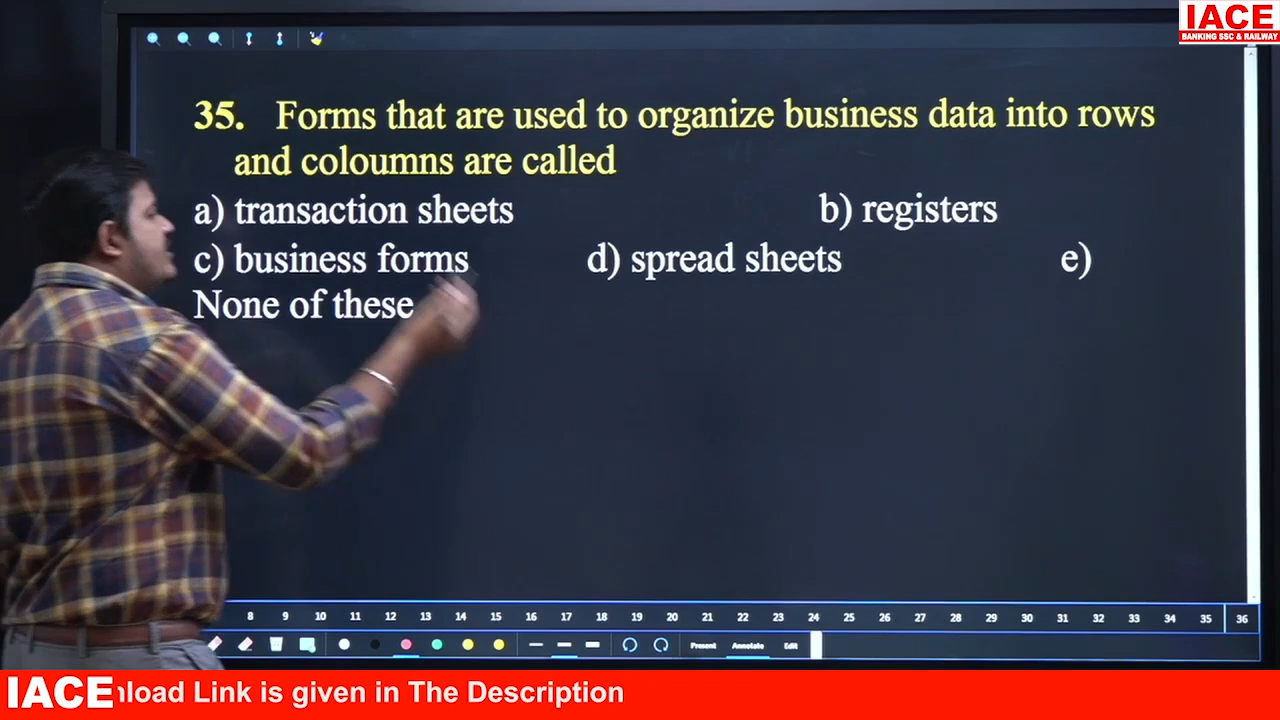 IACE
BANKING SSC & RAILWAY
35. Forms that are used to organize business data into rows
and coloumns are called
a) transaction sheets b) registers
c) business forms d) spread sheets e)
None of these
8 9 10 11 12 13 14 15 16 17 18 19 20 21 22 23 24 25 26 27 28 29 30 31 32 33 34 35 36
Present Annotate Edit
IACE nload Link is given in The Description